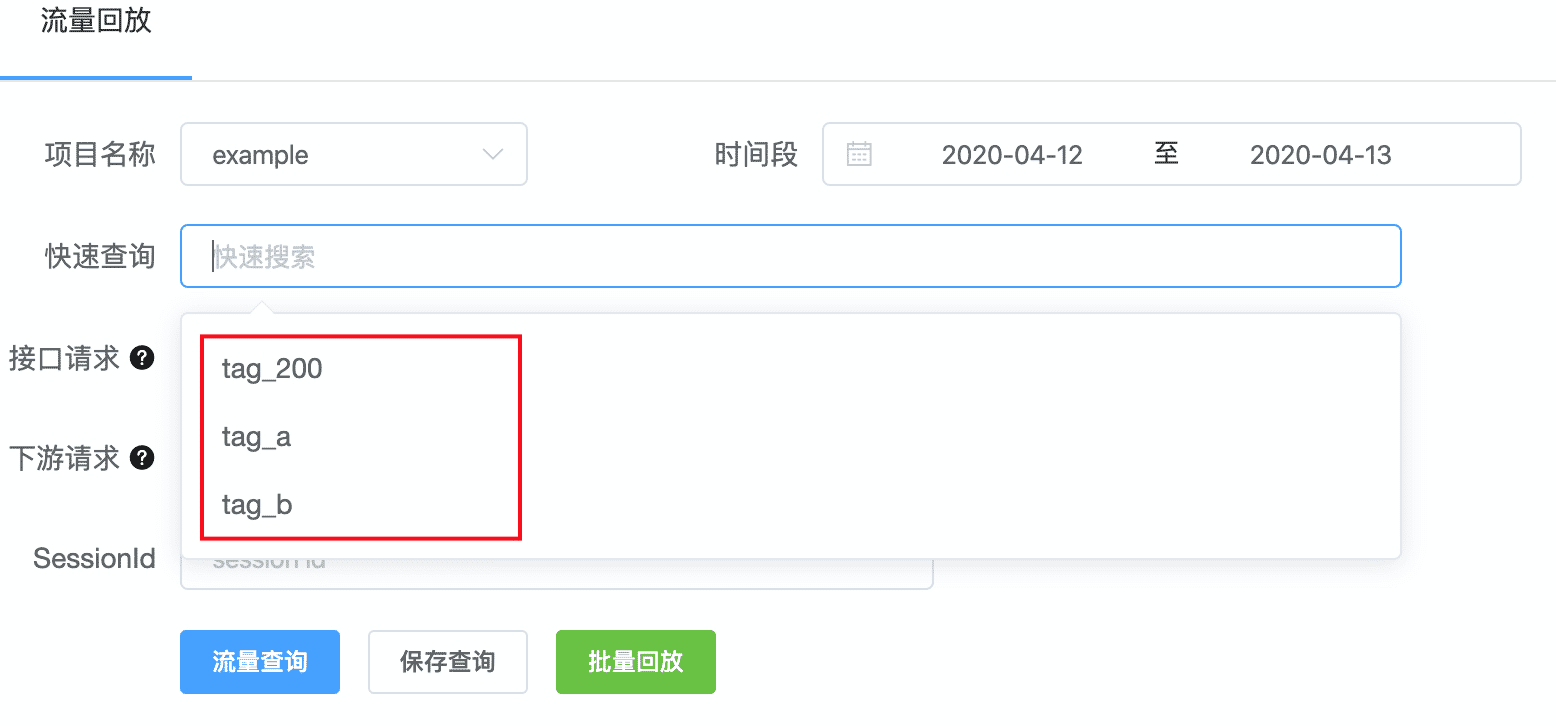 流量回放
项目名称 example 时间段 2020-04-12 至 2020-04-13
快速查询 快速搜索
接口请求 ?
tag_200
tag_a
下游请求 ?
tag_b
SessionId session id
流量查询 保存查询 批量回放